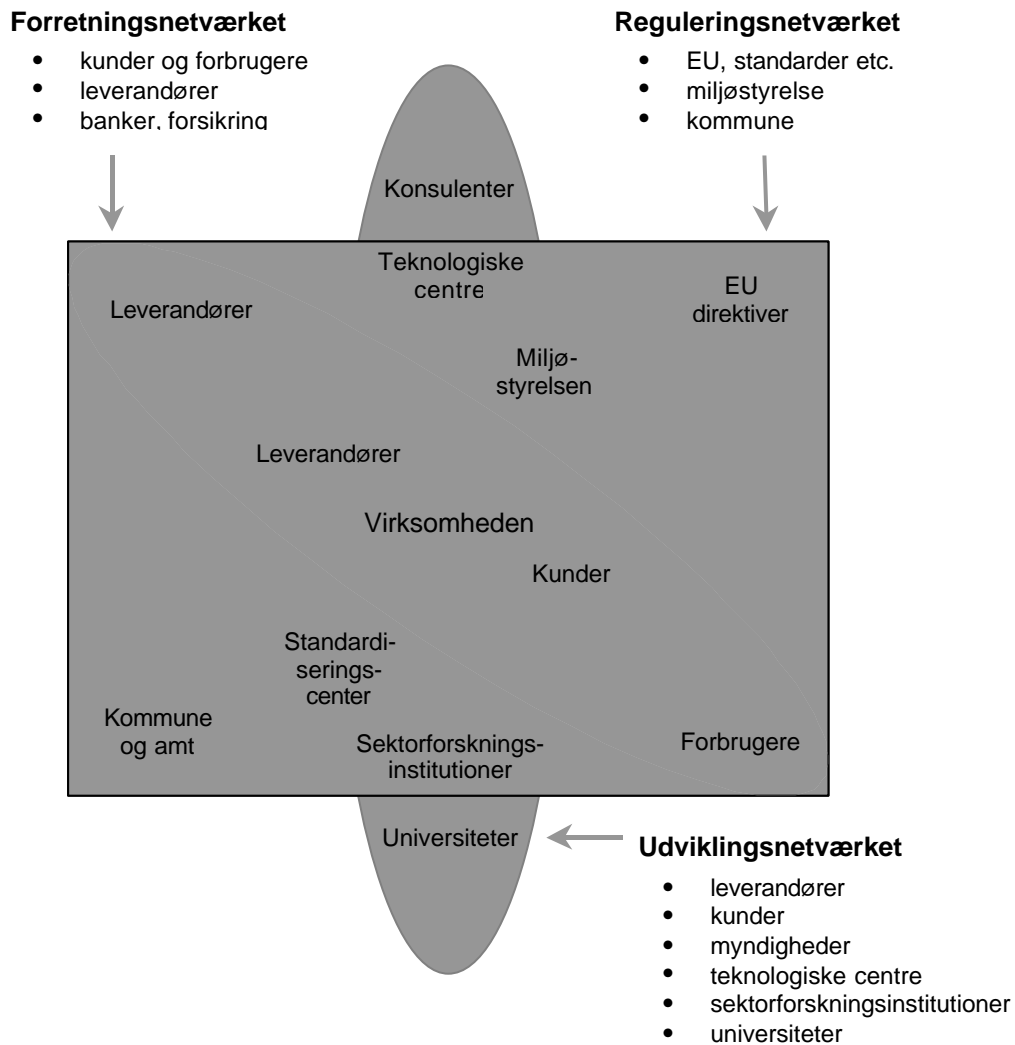 Forretningsnetværket
• kunder og forbrugere
• leverandører
• banker, forsikring
Reguleringsnetværket
• EU, standarder etc.
• miljøstyrelse
• kommune
Konsulenter
Teknologiske
centre
EU
direktiver
Leverandører
Miljø-
styrelsen
Leverandører
Virksomheden
Kunder
Standardi-
serings-
center
Kommune
og amt
Sektorforsknings-
institutioner
Forbrugere
Universiteter
Udviklingsnetværket
• leverandører
• kunder
• myndigheder
• teknologiske centre
• sektorforskningsinstitutioner
• universiteter